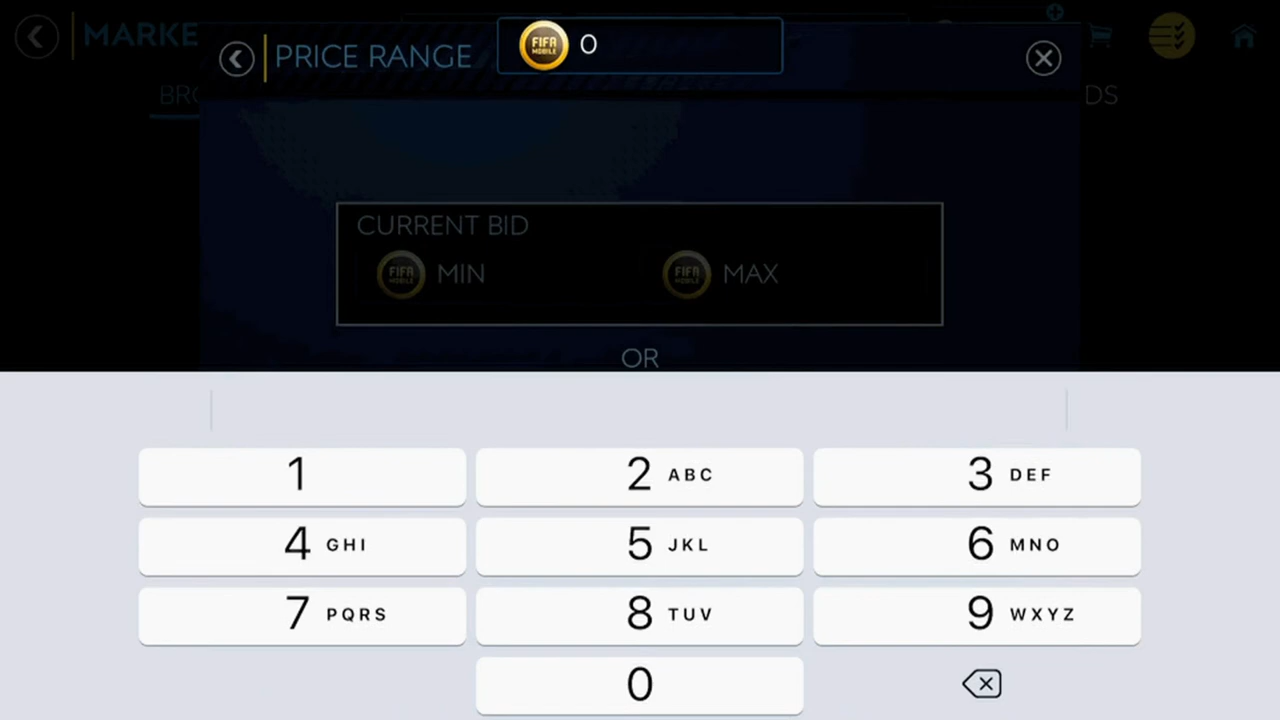 MARKE
PRICE RANGE
FIFA MOBILE 0
BRO
DS
CURRENT BID
FIFA MOBILE MIN
FIFA MOBILE MAX
OR
1
2 ABC
3 DEF
4 GHI
5 JKL
6 MNO
7 PQRS
8 TUV
9 WXYZ
0